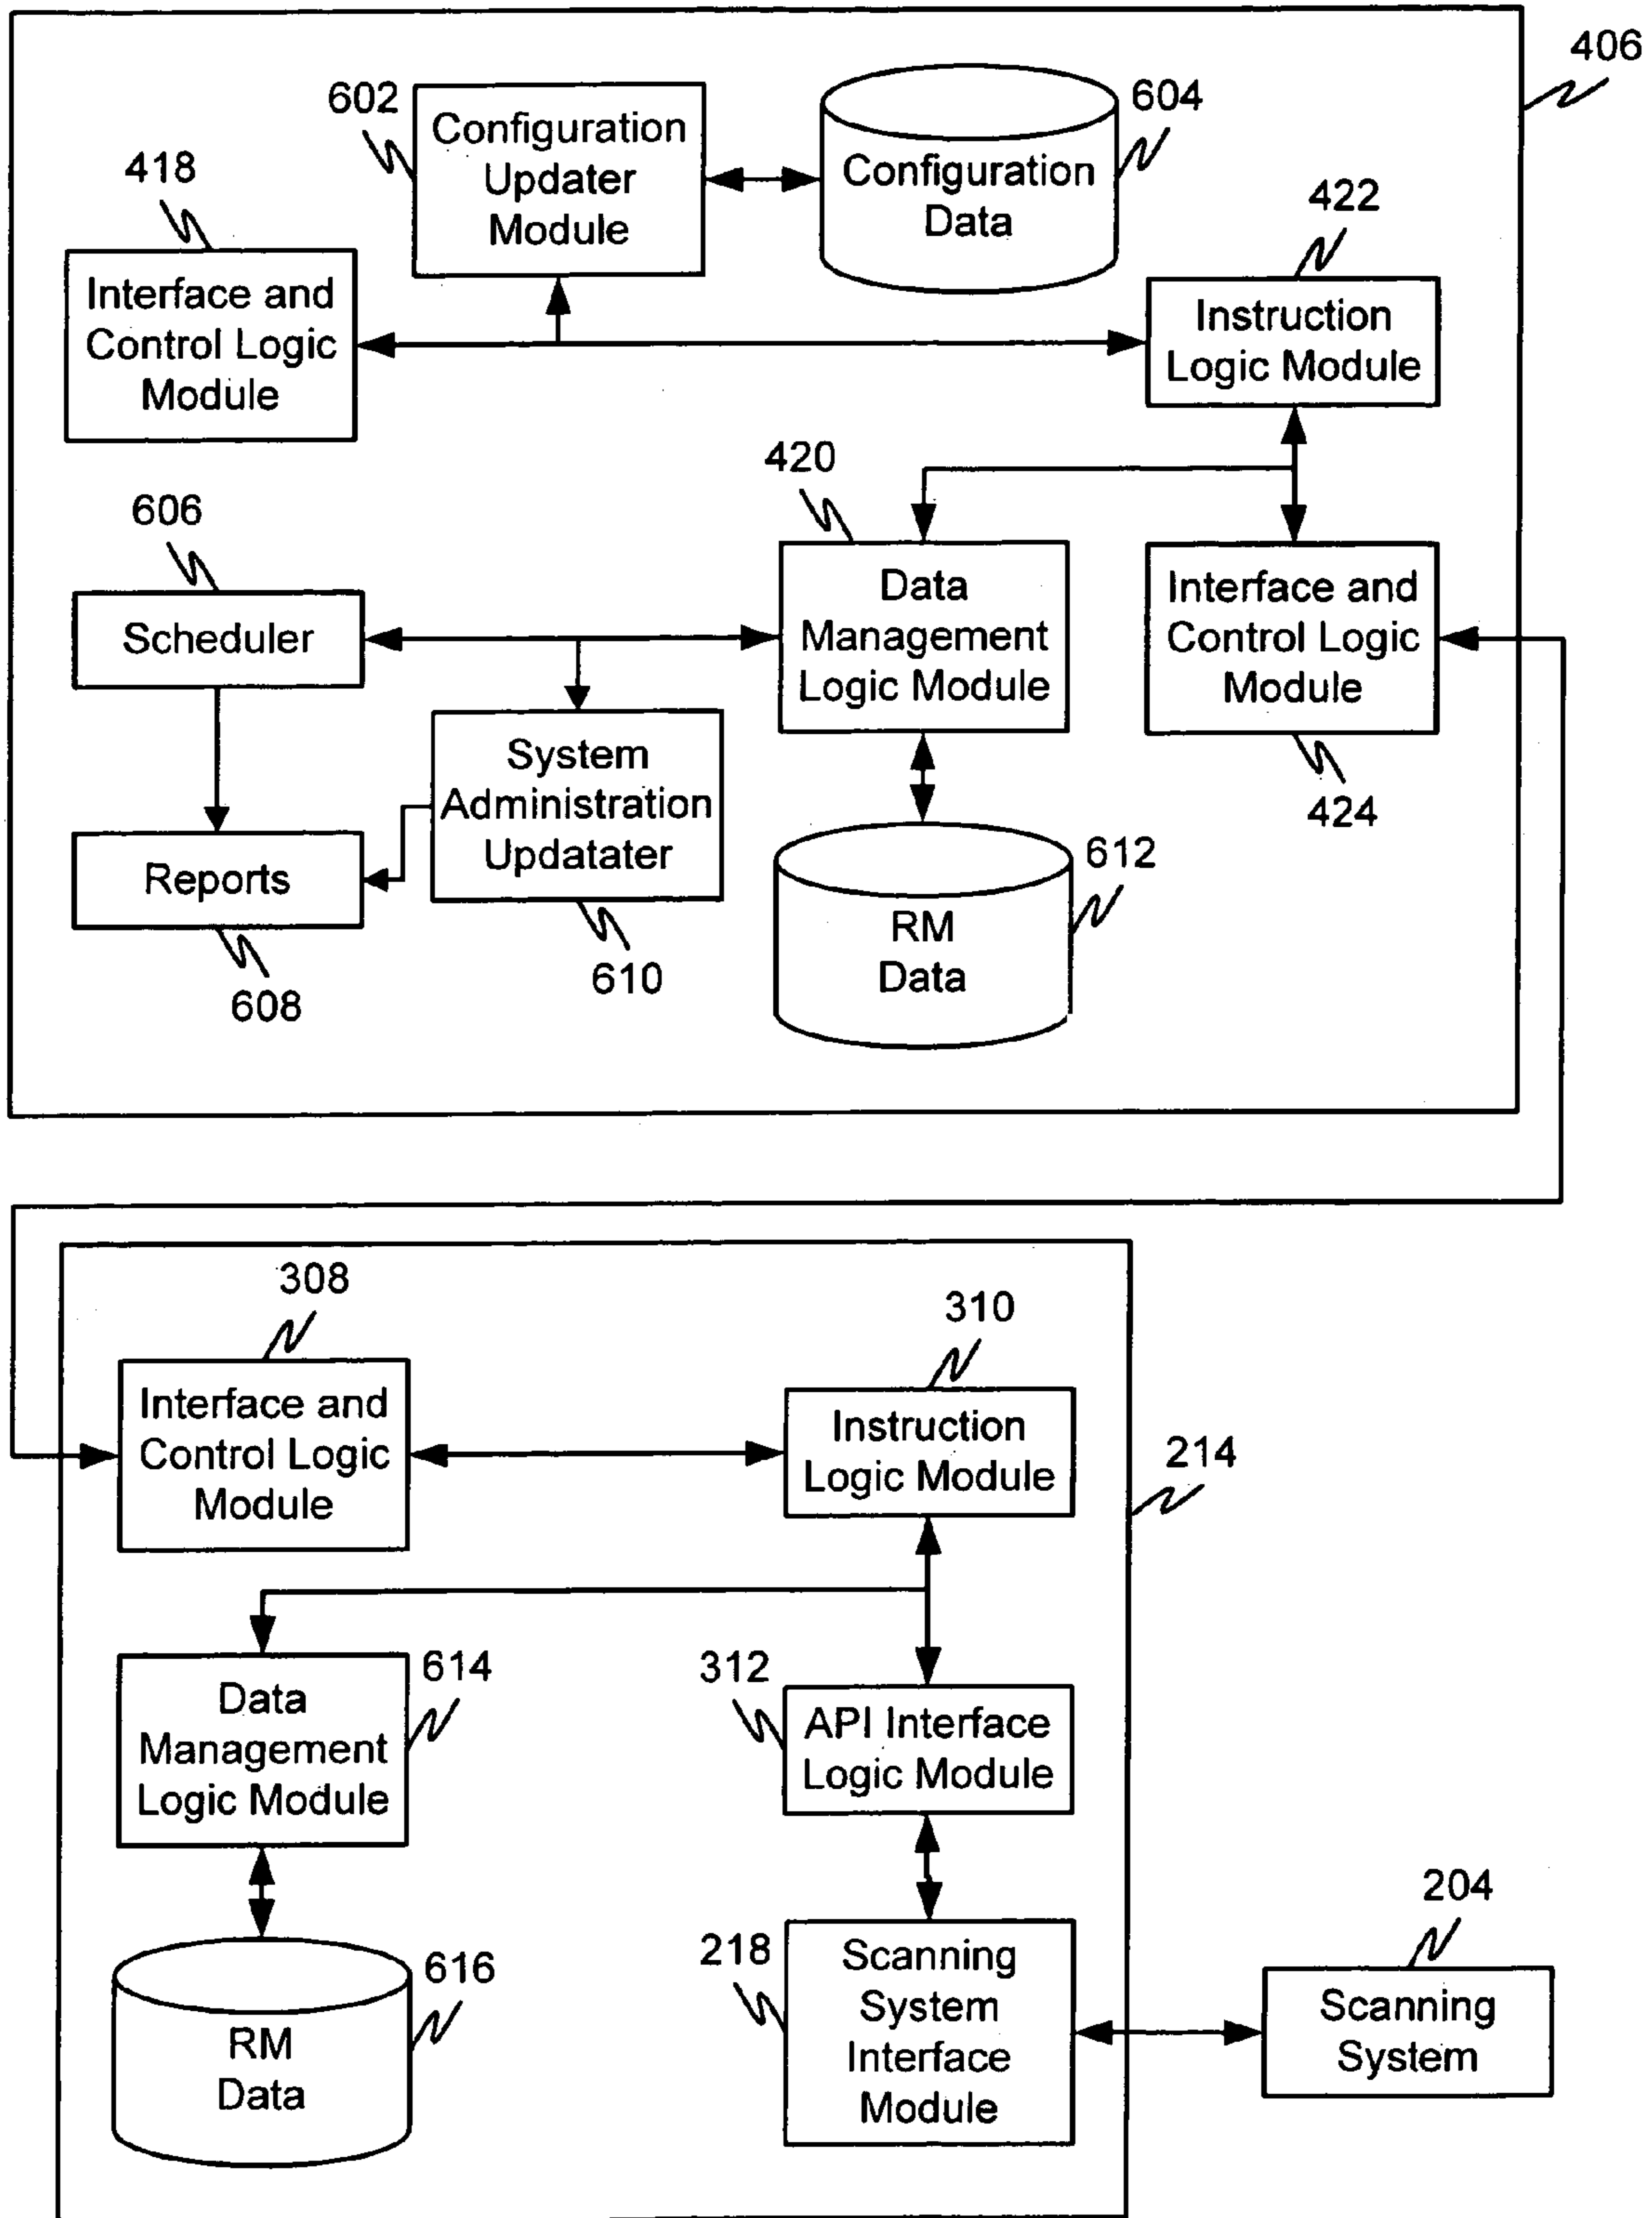 406
602
Configuration
Updater
Module
604
Configuration
Data
418
Interface and
Control Logic
Module
422
Instruction
Logic Module
420
Data
Management
Logic Module
606
Scheduler
Interface and
Control Logic
Module
424
System
Administration
Updatater
610
Reports
608
612
RM
Data
308
Interface and
Control Logic
Module
310
Instruction
Logic Module
214
614
Data
Management
Logic Module
312
API Interface
Logic Module
616
RM
Data
218
Scanning
System
Interface
Module
204
Scanning
System